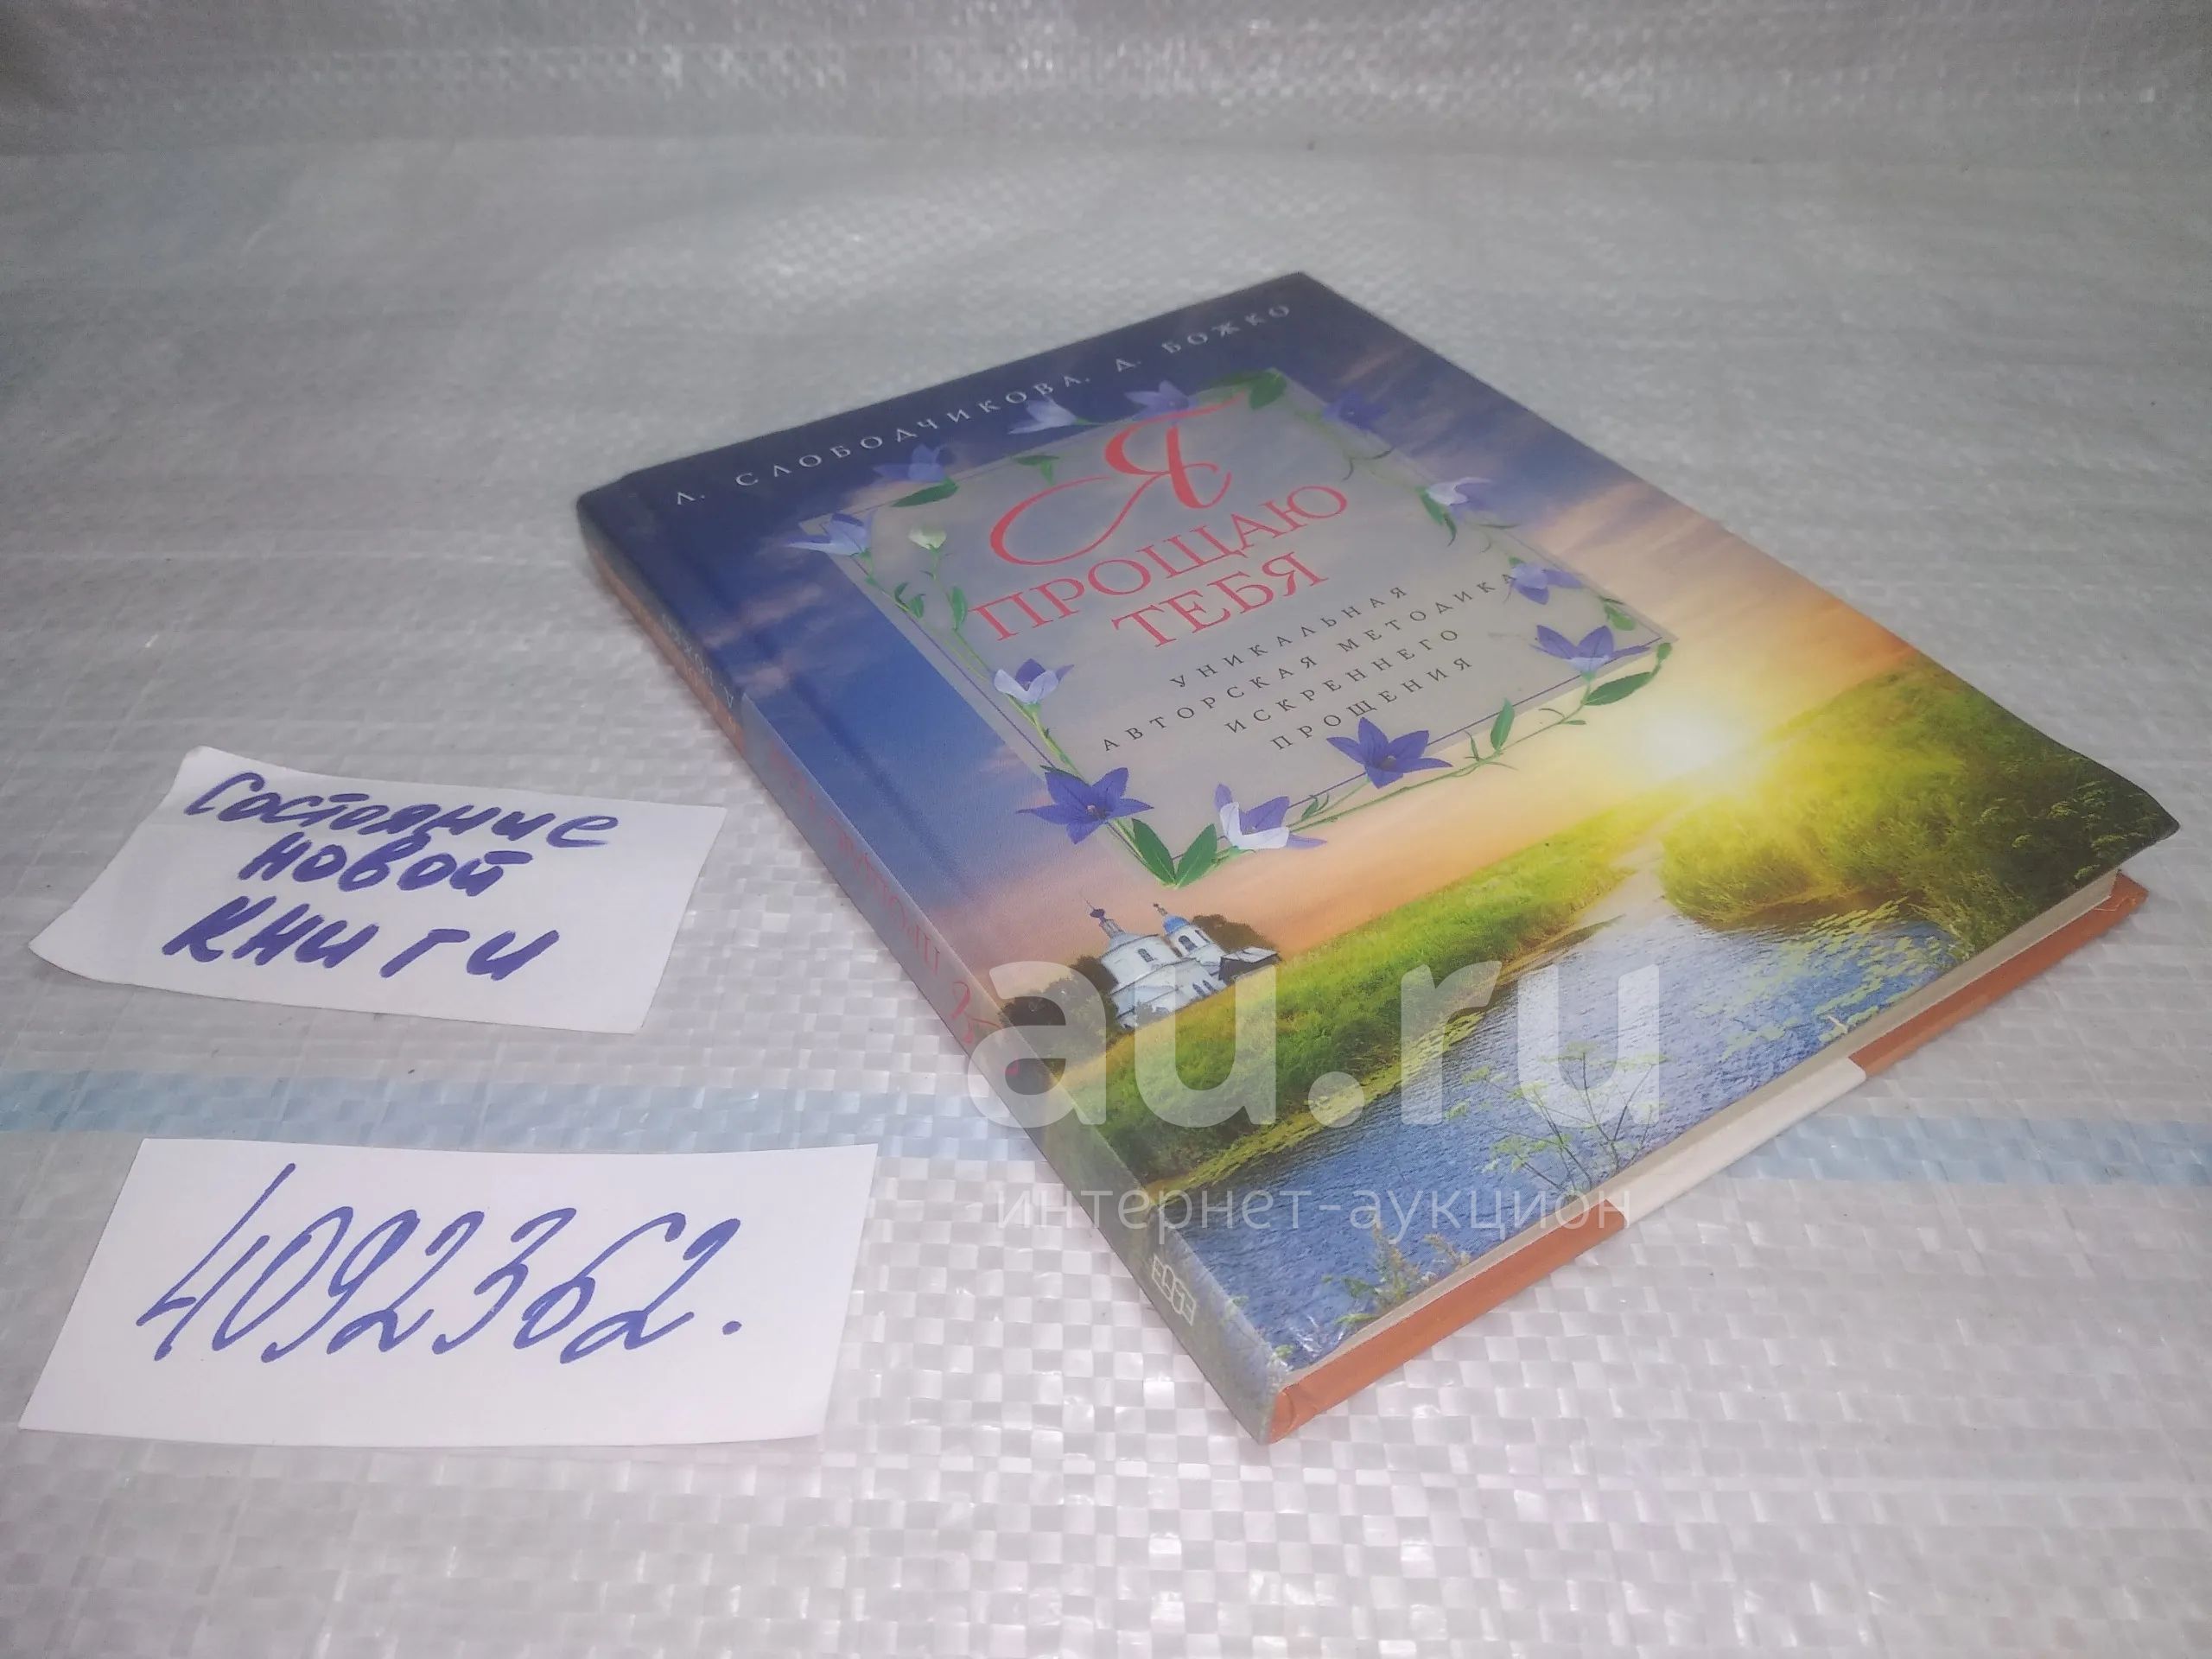 Л. СЛОБОДЧИКОВА, Д. БОЖКО
Я
ПРОЩАЮ
ТЕБЯ
УНИКАЛЬНАЯ
АВТОРСКАЯ МЕТОДИКА
ИСКРЕННЕГО
ПРОЩЕНИЯ
Состояние
новой
книги
4092362.
au.ru
интернет-аукцион